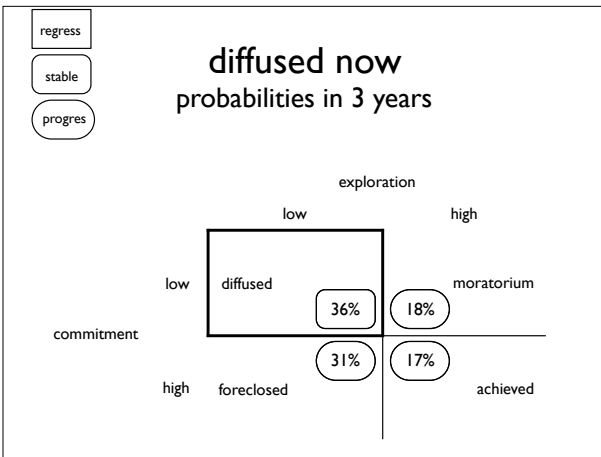 regress
stable
progres
diffused now
probabilities in 3 years
exploration
low high
low diffused moratorium
36% 18%
commitment
31% 17%
high foreclosed achieved